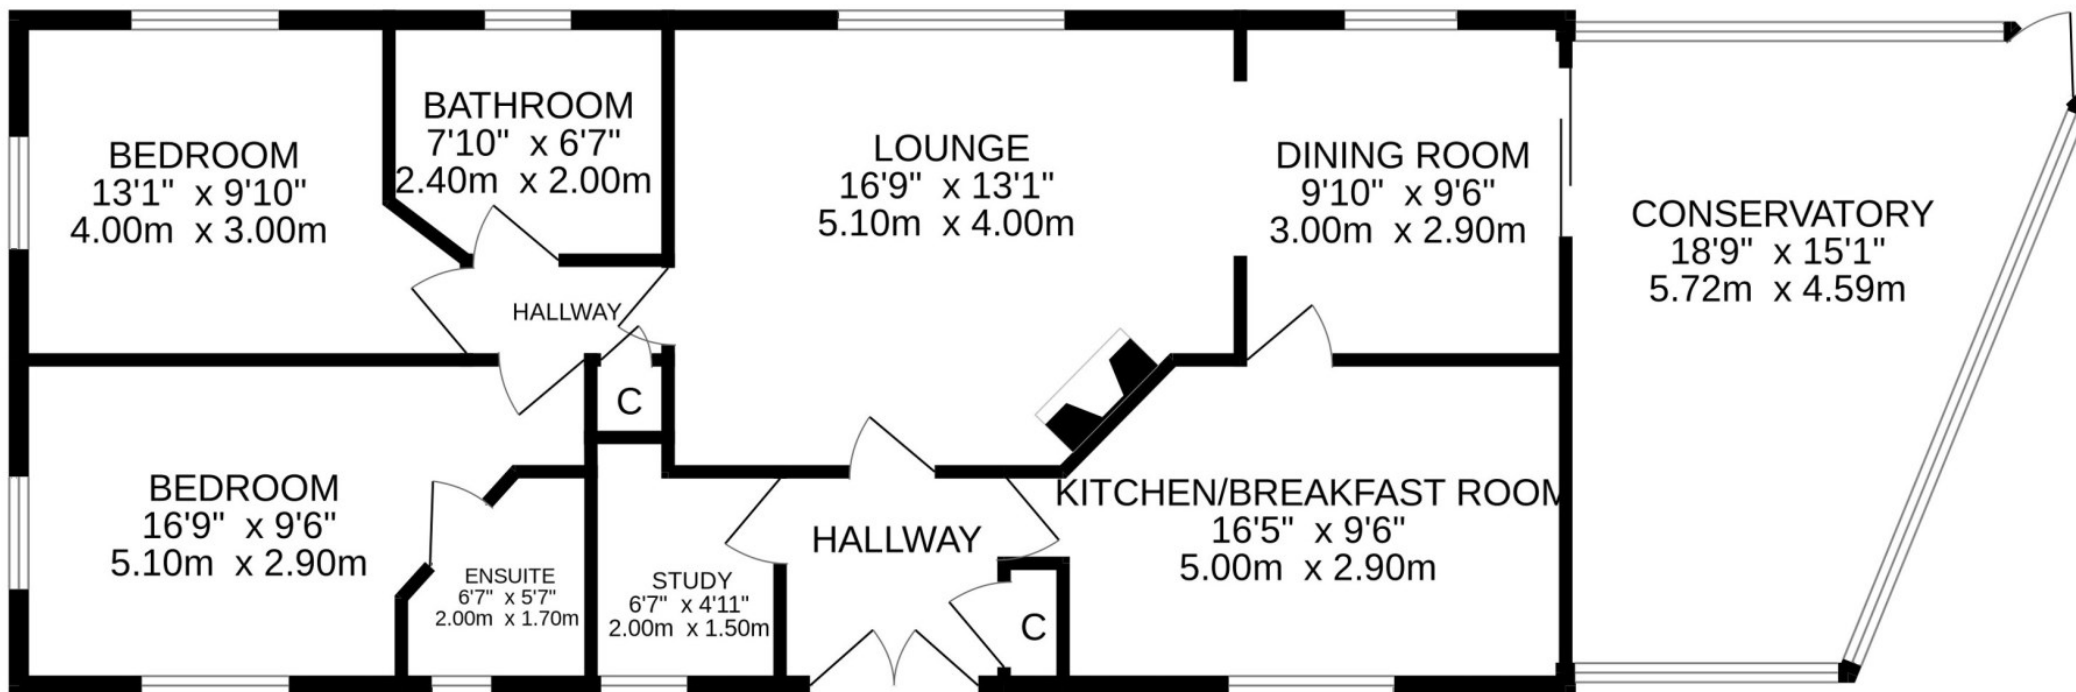 BEDROOM
13'1" x 9'10"
4.00m x 3.00m
BATHROOM
7'10" x 6'7"
2.40m x 2.00m
LOUNGE
16'9" x 13'1"
5.10m x 4.00m
DINING ROOM
9'10" x 9'6"
3.00m x 2.90m
CONSERVATORY
18'9" x 15'1"
5.72m x 4.59m
HALLWAY
C
BEDROOM
16'9" x 9'6"
5.10m x 2.90m
ENSUITE
6'7" x 5'7"
2.00m x 1.70m
STUDY
6'7" x 4'11"
2.00m x 1.50m
HALLWAY
C
KITCHEN/BREAKFAST ROOM
16'5" x 9'6"
5.00m x 2.90m